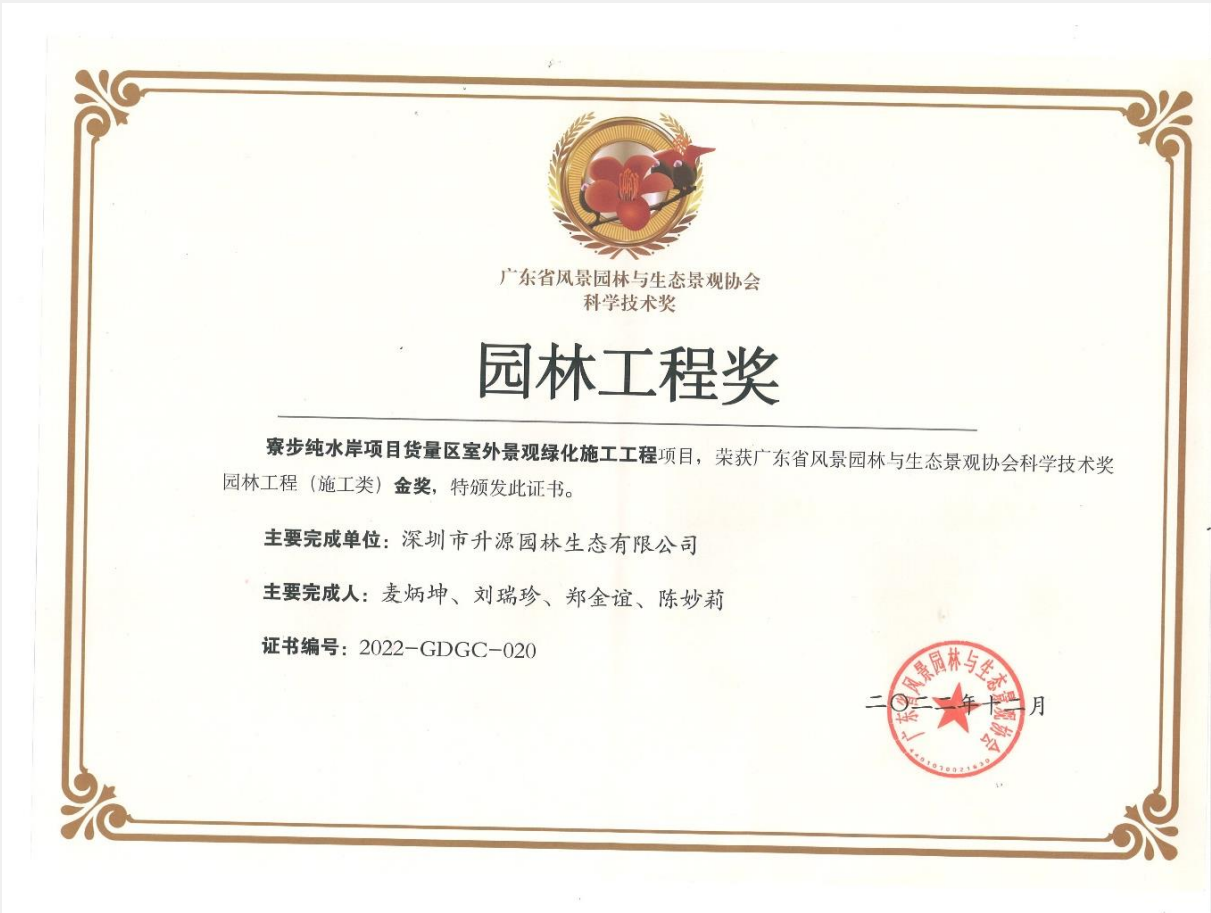 广东省风景园林与生态景观协会
科学技术奖
园林工程奖
寮步纯水岸项目货量区室外景观绿化施工工程项目，荣获广东省风景园林与生态景观协会科学技术奖
园林工程（施工类）金奖，特颁发此证书。
主要完成单位：深圳市升源园林生态有限公司
主要完成人：麦炳坤、刘瑞珍、郑金谊、陈妙莉
证书编号：2022-GDGC-020
广东省风景园林与生态景观协会
二〇二二年十二月